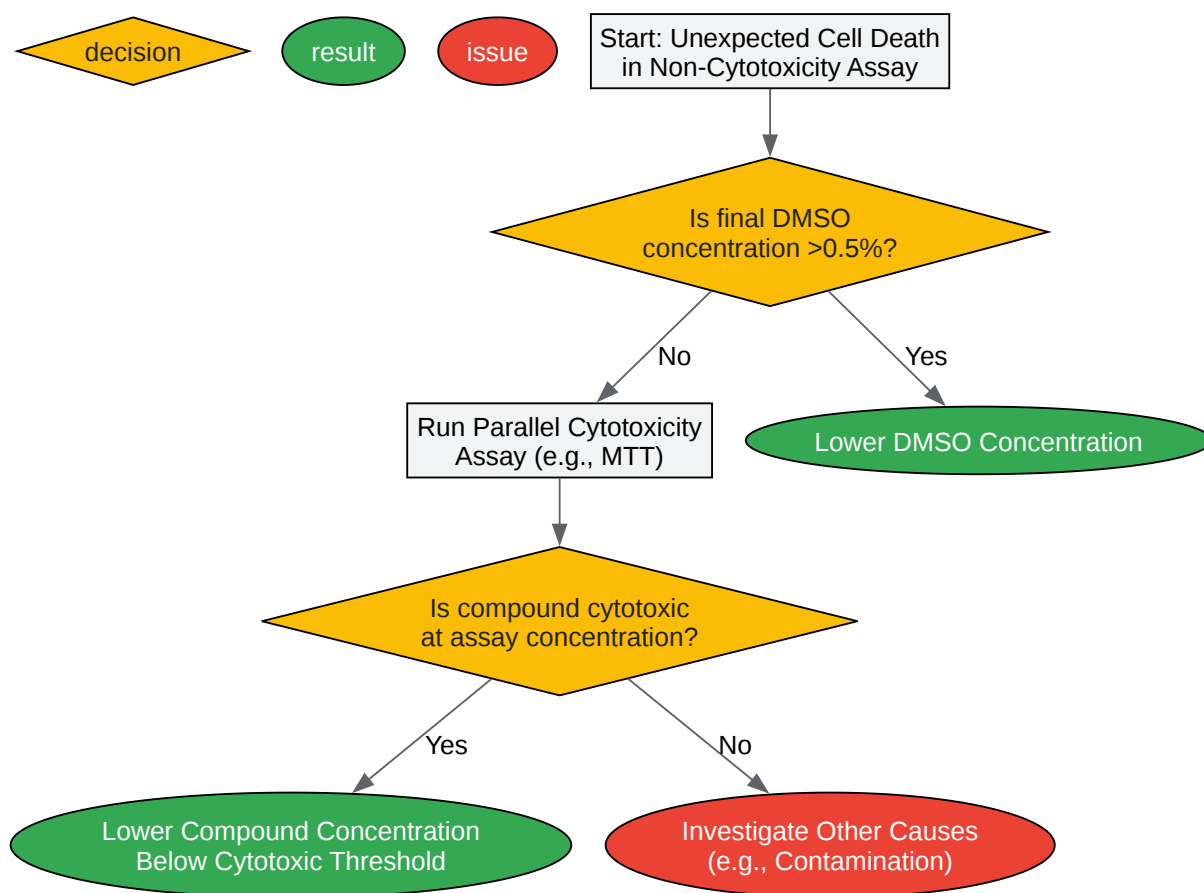 decision
result
issue
Start: Unexpected Cell Death
in Non-Cytotoxicity Assay
Is final DMSO
concentration >0.5%?
No
Yes
Run Parallel Cytotoxicity
Assay (e.g., MTT)
Lower DMSO Concentration
Is compound cytotoxic
at assay concentration?
Yes
No
Lower Compound Concentration
Below Cytotoxic Threshold
Investigate Other Causes
(e.g., Contamination)